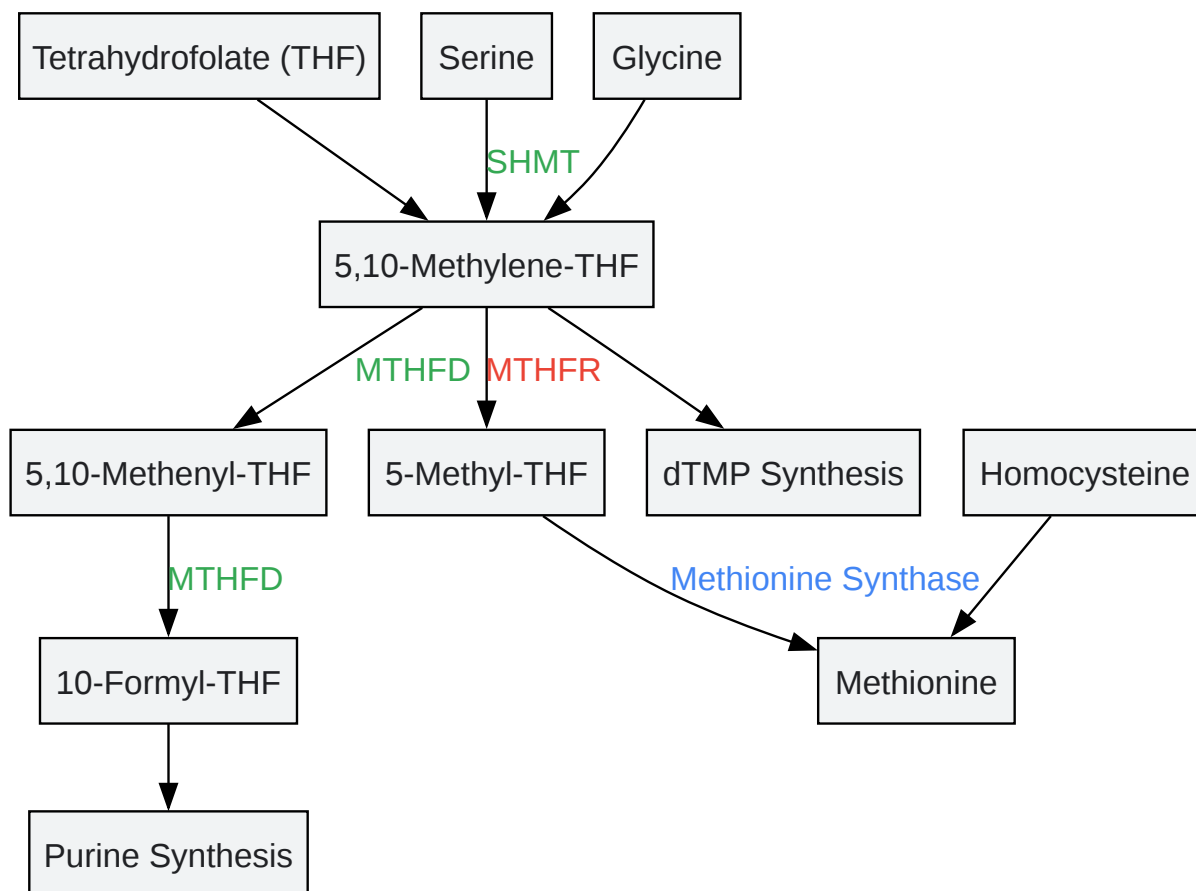 Tetrahydrofolate (THF)
Serine
Glycine
SHMT
5,10-Methylene-THF
MTHFD
MTHFR
5,10-Methenyl-THF
5-Methyl-THF
dTMP Synthesis
Homocysteine
MTHFD
Methionine Synthase
10-Formyl-THF
Methionine
Purine Synthesis